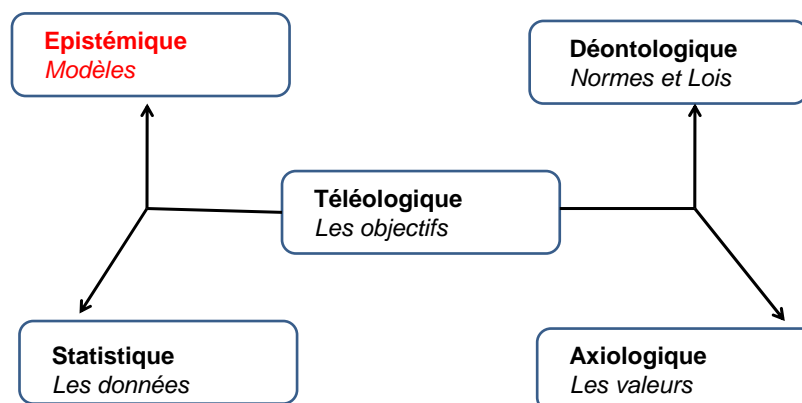 Epistémique
Modèles
Déontologique
Normes et Lois
Téléologique
Les objectifs
Statistique
Les données
Axiologique
Les valeurs